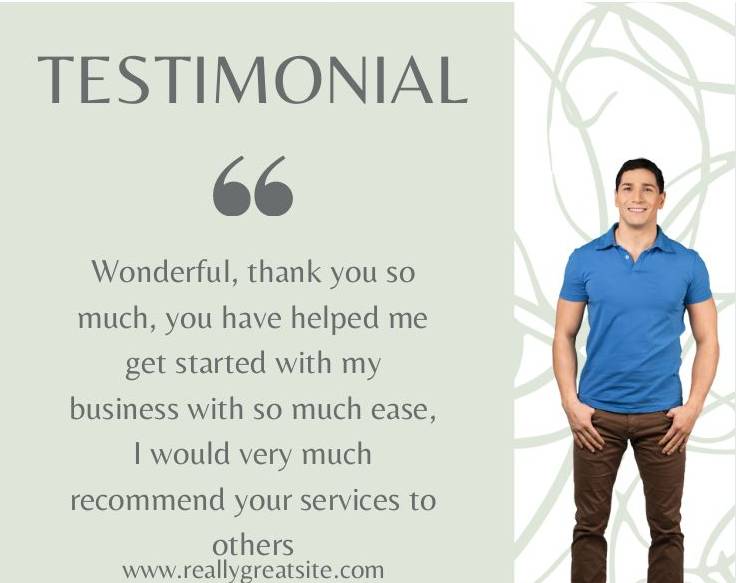 TESTIMONIAL
“
Wonderful, thank you so
much, you have helped me
get started with my
business with so much ease,
I would very much
recommend your services to
others
www.reallygreatsite.com